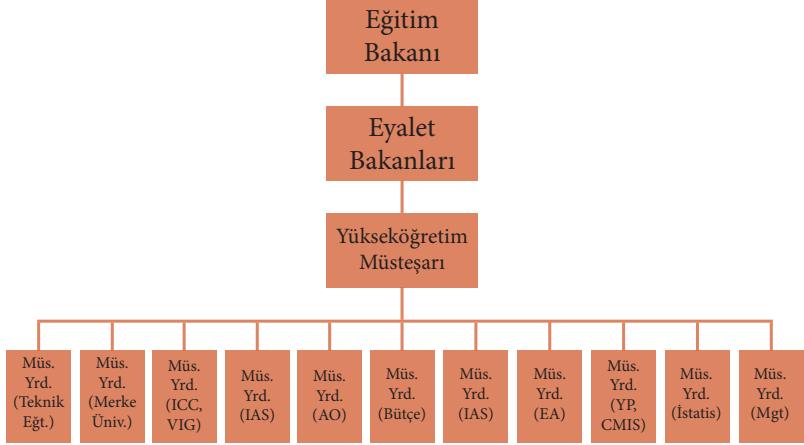 Eğitim
Bakanı
Eyalet
Bakanları
Yükseköğretim
Müsteşarı
Müs.
Yrd.
(Teknik
Eğt.)
Müs.
Yrd.
(Merke
Üniv.)
Müs.
Yrd.
(ICC,
VIG)
Müs.
Yrd.
(IAS)
Müs.
Yrd.
(AO)
Müs.
Yrd.
(Bütçe)
Müs.
Yrd.
(IAS)
Müs.
Yrd.
(EA)
Müs.
Yrd.
(YP,
CMIS)
Müs.
Yrd.
(İstatis)
Müs.
Yrd.
(Mgt)